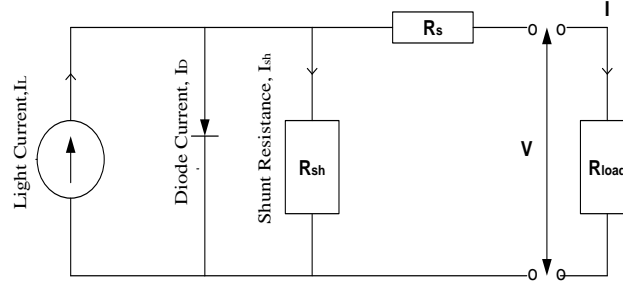 I
Rs
Light Current,IL
Diode Current, ID
Shunt Resistance, Ish
Rsh
V
Rload